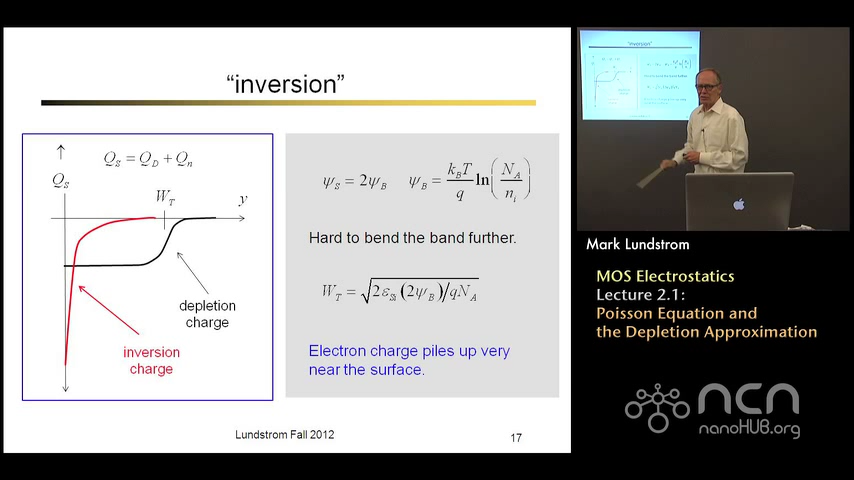 "inversion"
Q_S = Q_D + Q_n
Q_S
W_T
y
depletion
charge
inversion
charge
ψ_S = 2ψ_B    ψ_B = (k_B T / q) ln(N_A / n_i)
Hard to bend the band further.
W_T = √(2ε_Si (2ψ_B)/qN_A)
Electron charge piles up very
near the surface.
Lundstrom Fall 2012
17
"inversion"
Mark Lundstrom
MOS Electrostatics
Lecture 2.1:
Poisson Equation and
the Depletion Approximation
ncn
nanoHUB.org